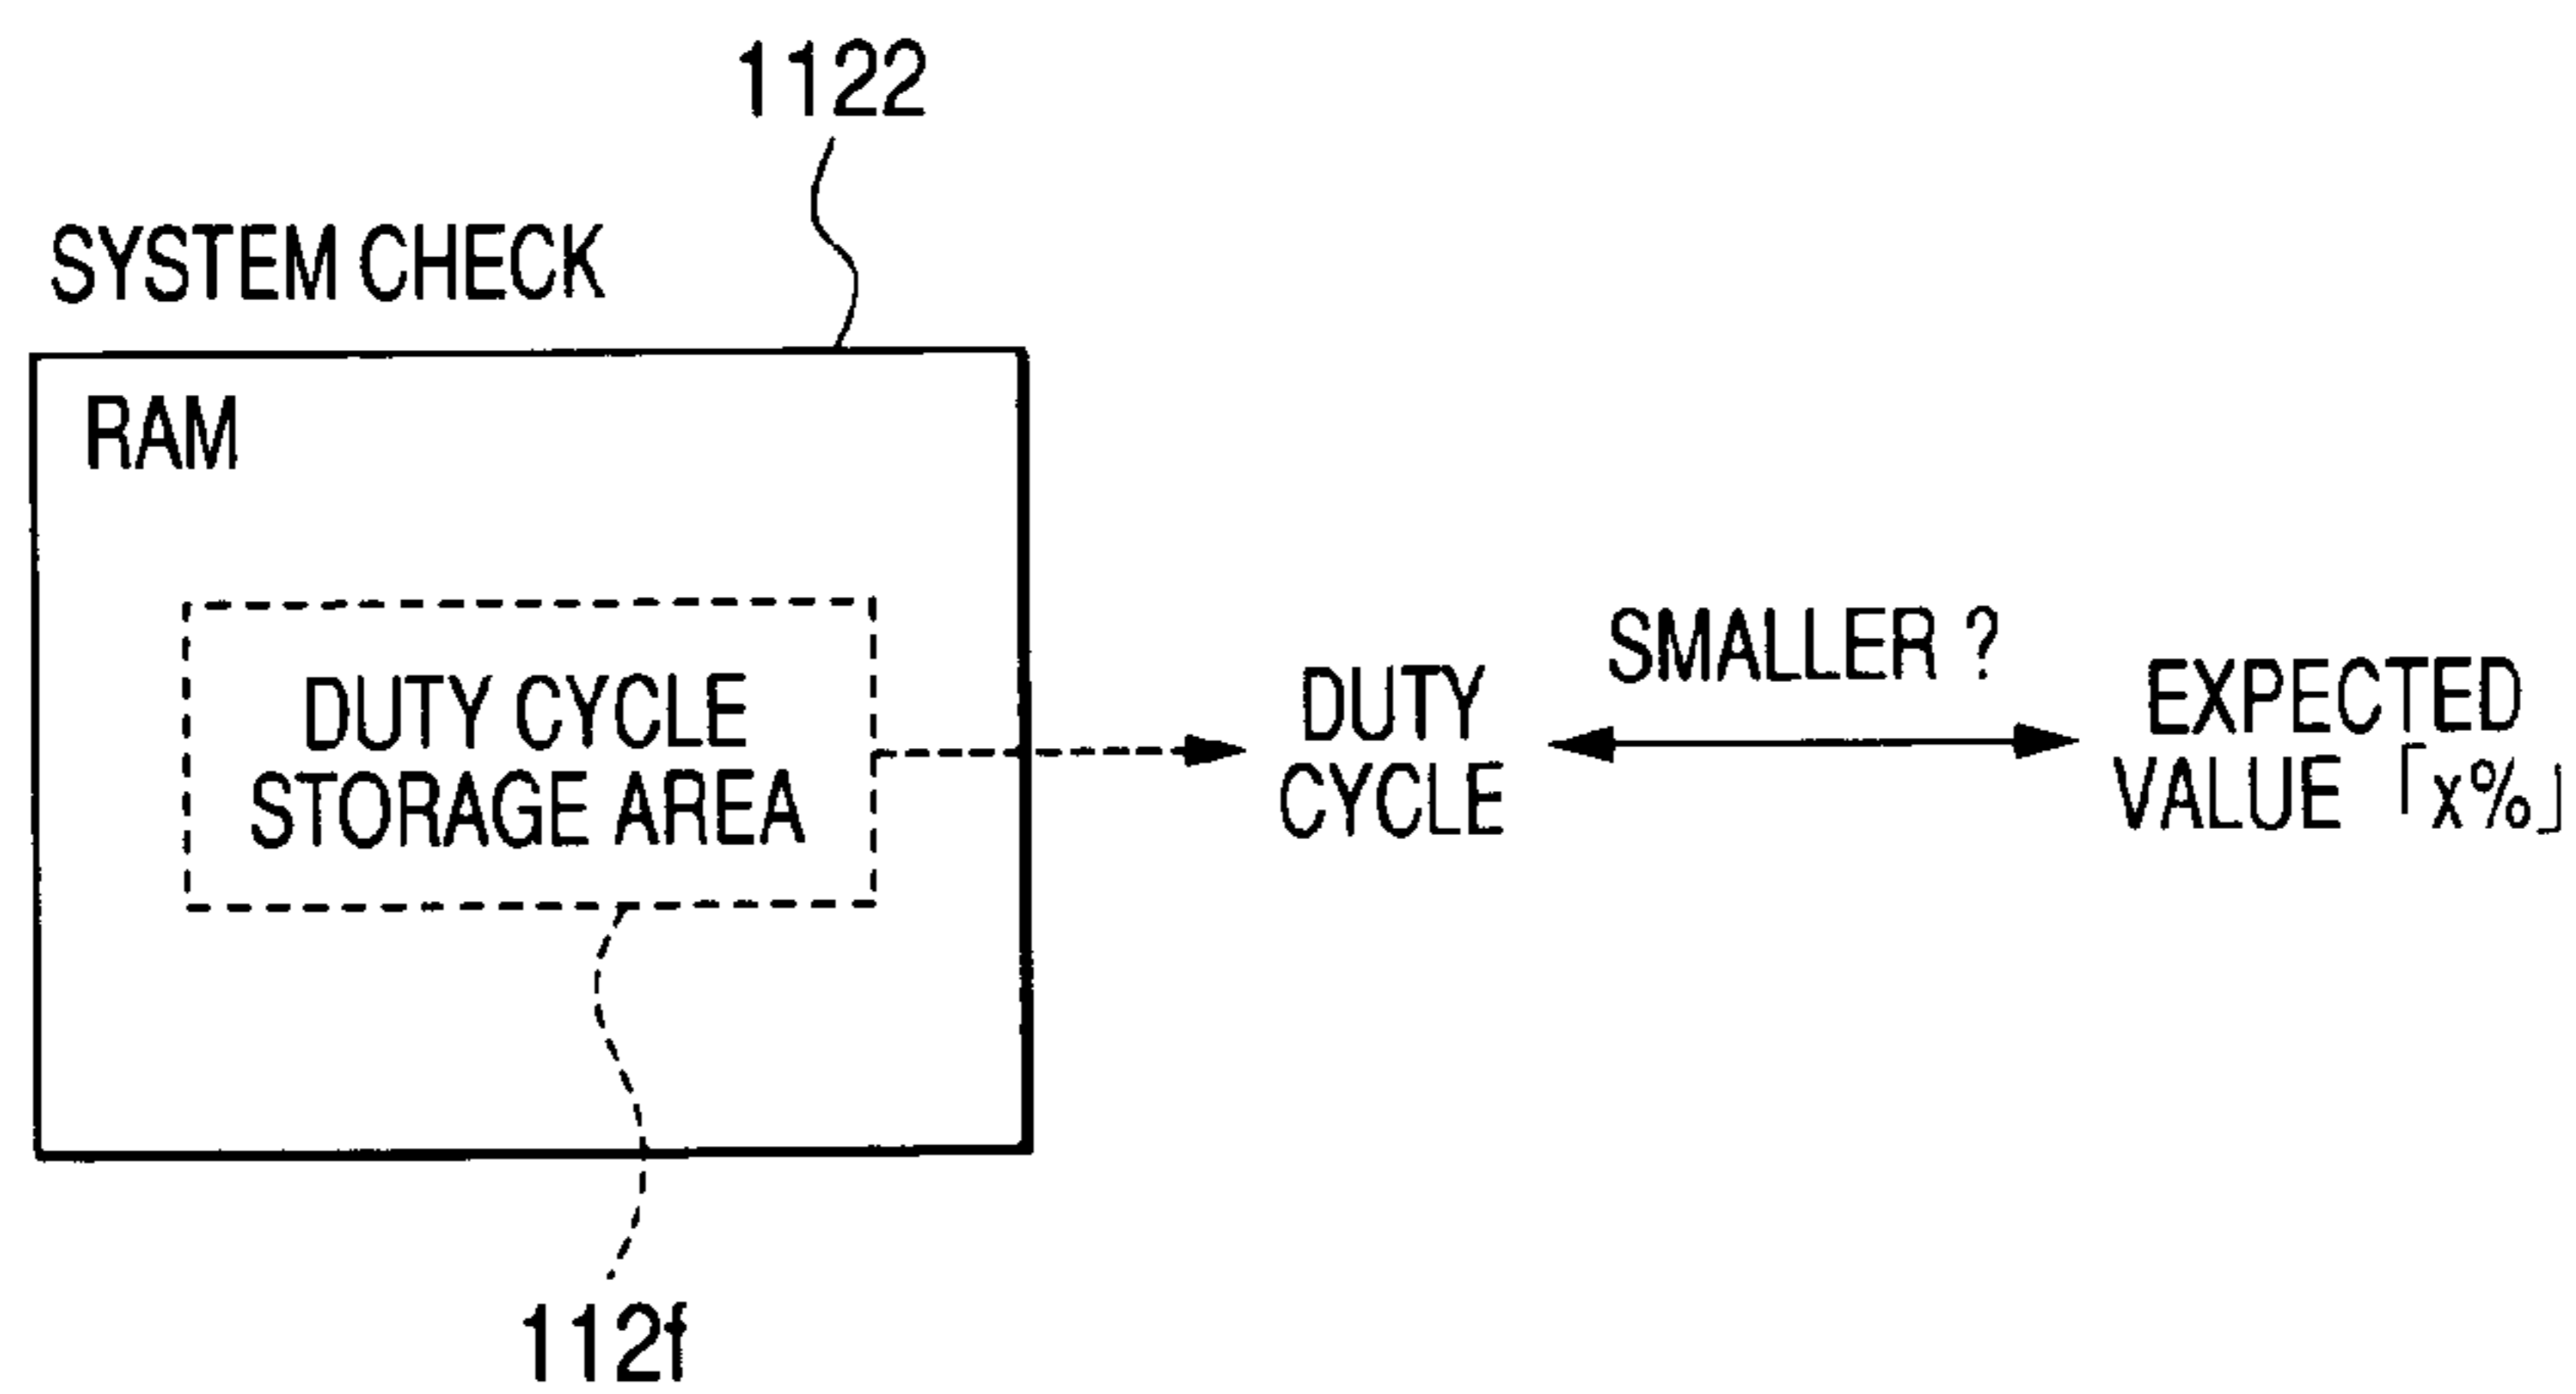 1122
SYSTEM CHECK
RAM
DUTY CYCLE
STORAGE AREA
DUTY
CYCLE
SMALLER ?
EXPECTED
VALUE「x%」
112f